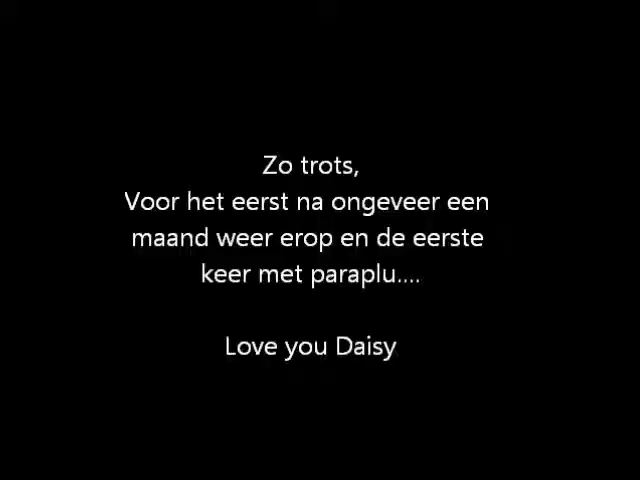 Zo trots,
Voor het eerst na ongeveer een
maand weer erop en de eerste
keer met paraplu....
Love you Daisy